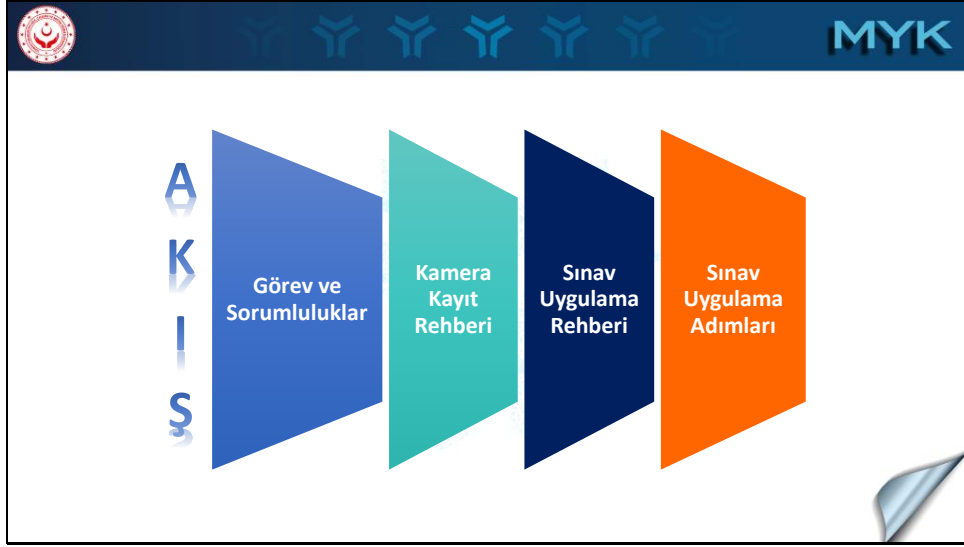 MYK
A
K
I
Ş
Görev ve
Sorumluluklar
Kamera
Kayıt
Rehberi
Sınav
Uygulama
Rehberi
Sınav
Uygulama
Adımları